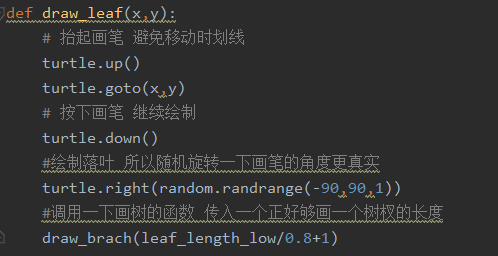 def draw_leaf(x,y):
# 抬起画笔 避免移动时划线
turtle.up()
turtle.goto(x,y)
# 按下画笔 继续绘制
turtle.down()
#绘制落叶 所以随机旋转一下画笔的角度更真实
turtle.right(random.randrange(-90,90,1))
#调用一下画树的函数 传入一个正好够画一个树杈的长度
draw_brach(leaf_length_low/0.8+1)